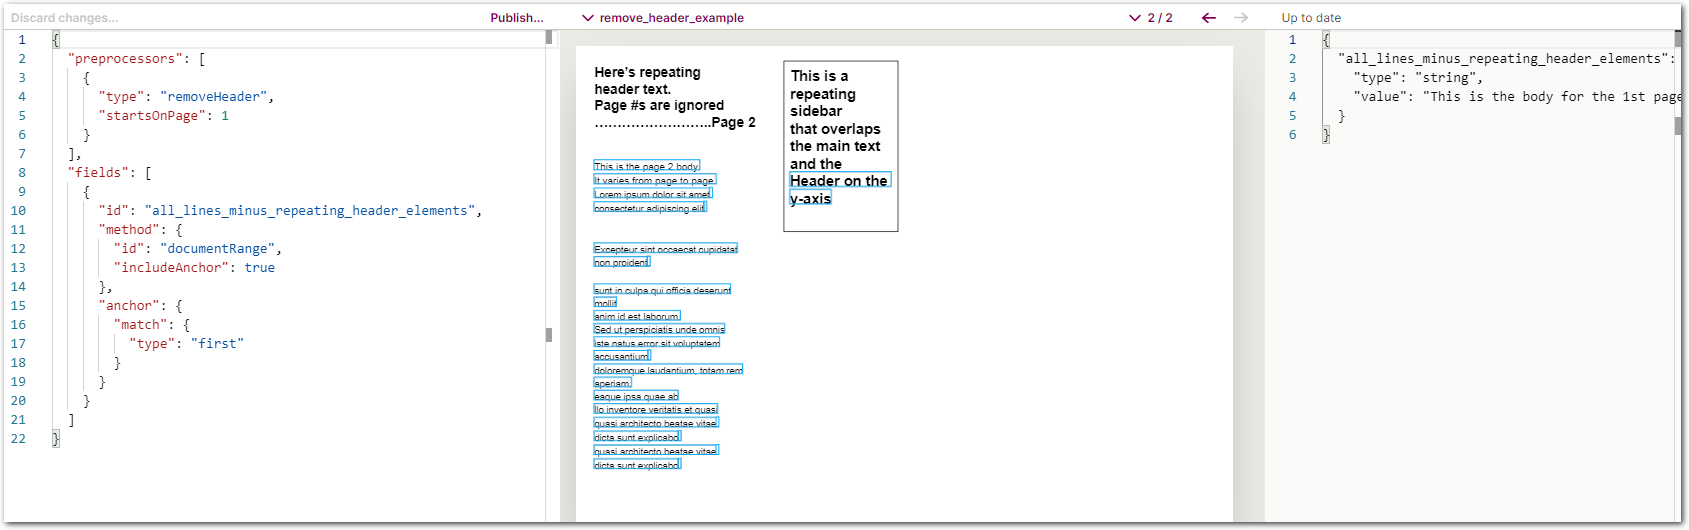 Discard changes...
Publish...
remove_header_example
2 / 2
Up to date
1 {
2 "preprocessors": [
3 {
4 "type": "removeHeader",
5 "startsOnPage": 1
6 }
7 ],
8 "fields": [
9 {
10 "id": "all_lines_minus_repeating_header_elements",
11 "method": {
12 "id": "documentRange",
13 "includeAnchor": true
14 },
15 "anchor": {
16 "match": {
17 "type": "first"
18 }
19 }
20 }
21 ]
22 }
Here's repeating
header text.
Page #s are ignored
..........................Page 2
This is the page 2 body
It varies from page to page
Lorem ipsum dolor sit amet
consectetur adipiscing elit
Excepteur sint occaecat cupidatat
non proident
sunt in culpa qui officia deserunt
mollit
anim id est laborum
Sed ut perspiciatis unde omnis
iste natus error sit voluptatem
accusantium
doloremque laudantium, totam rem
aperiam
eaque ipsa quae ab
llo inventore veritatis et quasi
quasi architecto beatae vitae
dicta sunt explicabo
quasi architecto beatae vitae
dicta sunt explicabo
This is a
repeating
sidebar
that overlaps
the main text
and the
Header on the
y-axis
1 {
2 "all_lines_minus_repeating_header_elements":
3 "type": "string",
4 "value": "This is the body for the 1st page
5 }
6 }